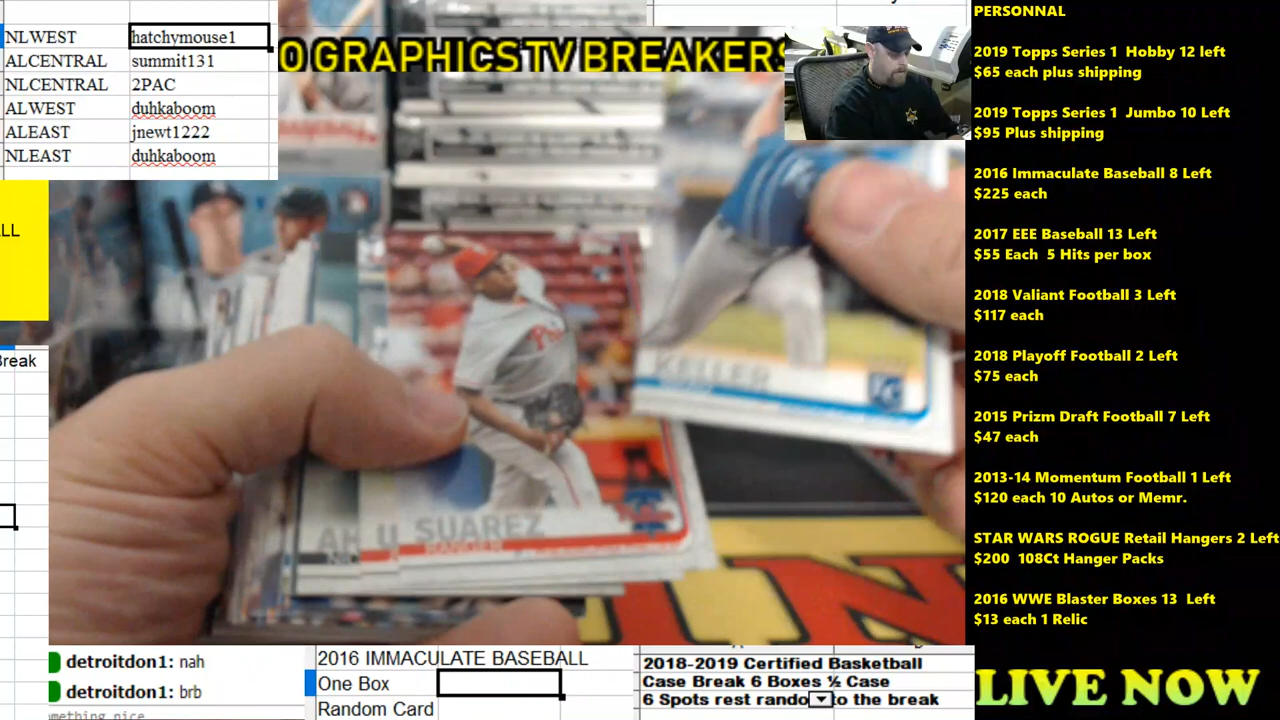 NLWEST hatchymouse1
ALCENTRAL summit131
NLCENTRAL 2PAC
ALWEST duhkaboom
ALEAST jnewt1222
NLEAST duhkaboom
O GRAPHICSTV BREAKERS
LL
Break
KELLER
SUAREZ
RANGER
detroitdon1: nah
detroitdon1: brb
mething nice
2016 IMMACULATE BASEBALL
One Box
Random Card
2018-2019 Certified Basketball
Case Break 6 Boxes ½ Case
6 Spots rest rando to the break
PERSONNAL
2019 Topps Series 1 Hobby 12 left
$65 each plus shipping
2019 Topps Series 1 Jumbo 10 Left
$95 Plus shipping
2016 Immaculate Baseball 8 Left
$225 each
2017 EEE Baseball 13 Left
$55 Each 5 Hits per box
2018 Valiant Football 3 Left
$117 each
2018 Playoff Football 2 Left
$75 each
2015 Prizm Draft Football 7 Left
$47 each
2013-14 Momentum Football 1 Left
$120 each 10 Autos or Memr.
STAR WARS ROGUE Retail Hangers 2 Left
$200 108Ct Hanger Packs
2016 WWE Blaster Boxes 13 Left
$13 each 1 Relic
LIVE NOW